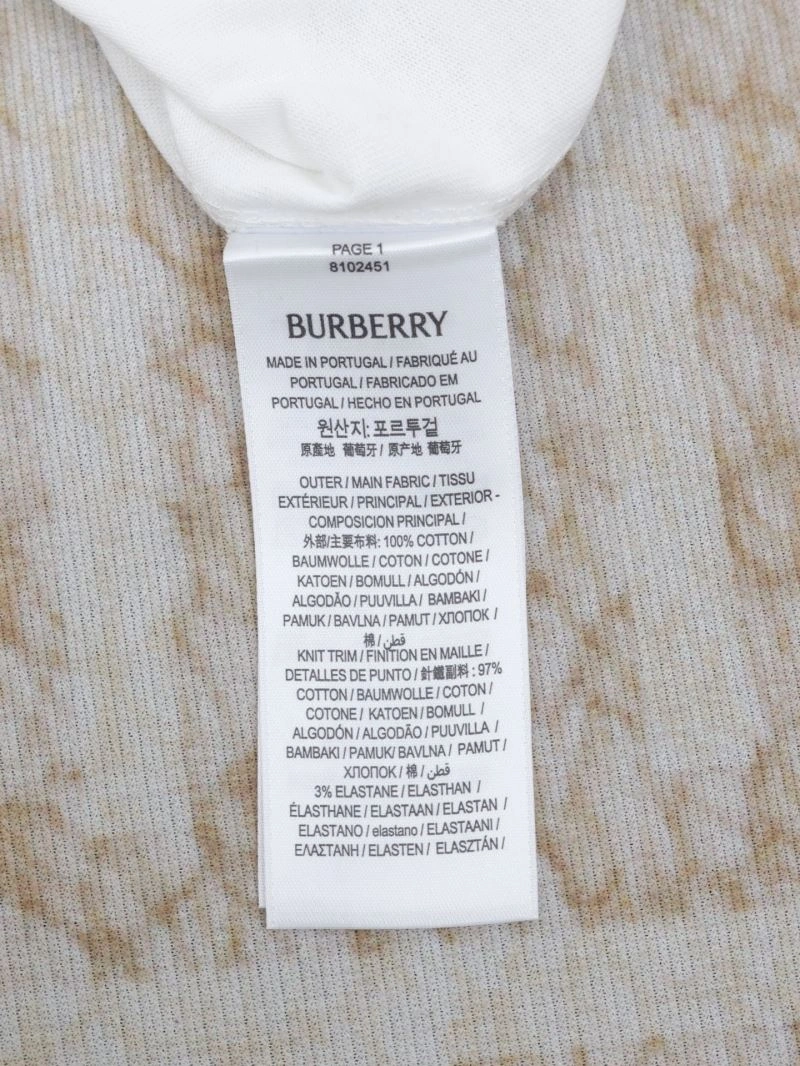 PAGE 1
8102451
BURBERRY
MADE IN PORTUGAL / FABRIQUÉ AU
PORTUGAL / FABRICADO EM
PORTUGAL / HECHO EN PORTUGAL
원산지: 포르투걸
原產地 葡萄牙 / 原产地 葡萄牙
OUTER / MAIN FABRIC / TISSU
EXTÉRIEUR / PRINCIPAL / EXTERIOR -
COMPOSICION PRINCIPAL /
外部/主要布料: 100% COTTON /
BAUMWOLLE / COTON / COTONE /
KATOEN / BOMULL / ALGODÓN /
ALGODÃO / PUUVILLA / BAMBAKI /
PAMUK / BAVLNA / PAMUT / ХЛОПОК /
棉 / قطن
KNIT TRIM / FINITION EN MAILLE /
DETALLES DE PUNTO / 針織副料 : 97%
COTTON / BAUMWOLLE / COTON /
COTONE / KATOEN / BOMULL /
ALGODÓN / ALGODÃO / PUUVILLA /
BAMBAKI / PAMUK/ BAVLNA / PAMUT /
ХЛОПОК / 棉 / قطن
3% ELASTANE / ELASTHAN /
ÉLASTHANE / ELASTAAN / ELASTAN /
ELASTANO / elastano / ELASTAANI /
ΕΛΑΣΤΑΝΗ / ELASTEN / ELASZTÁN /